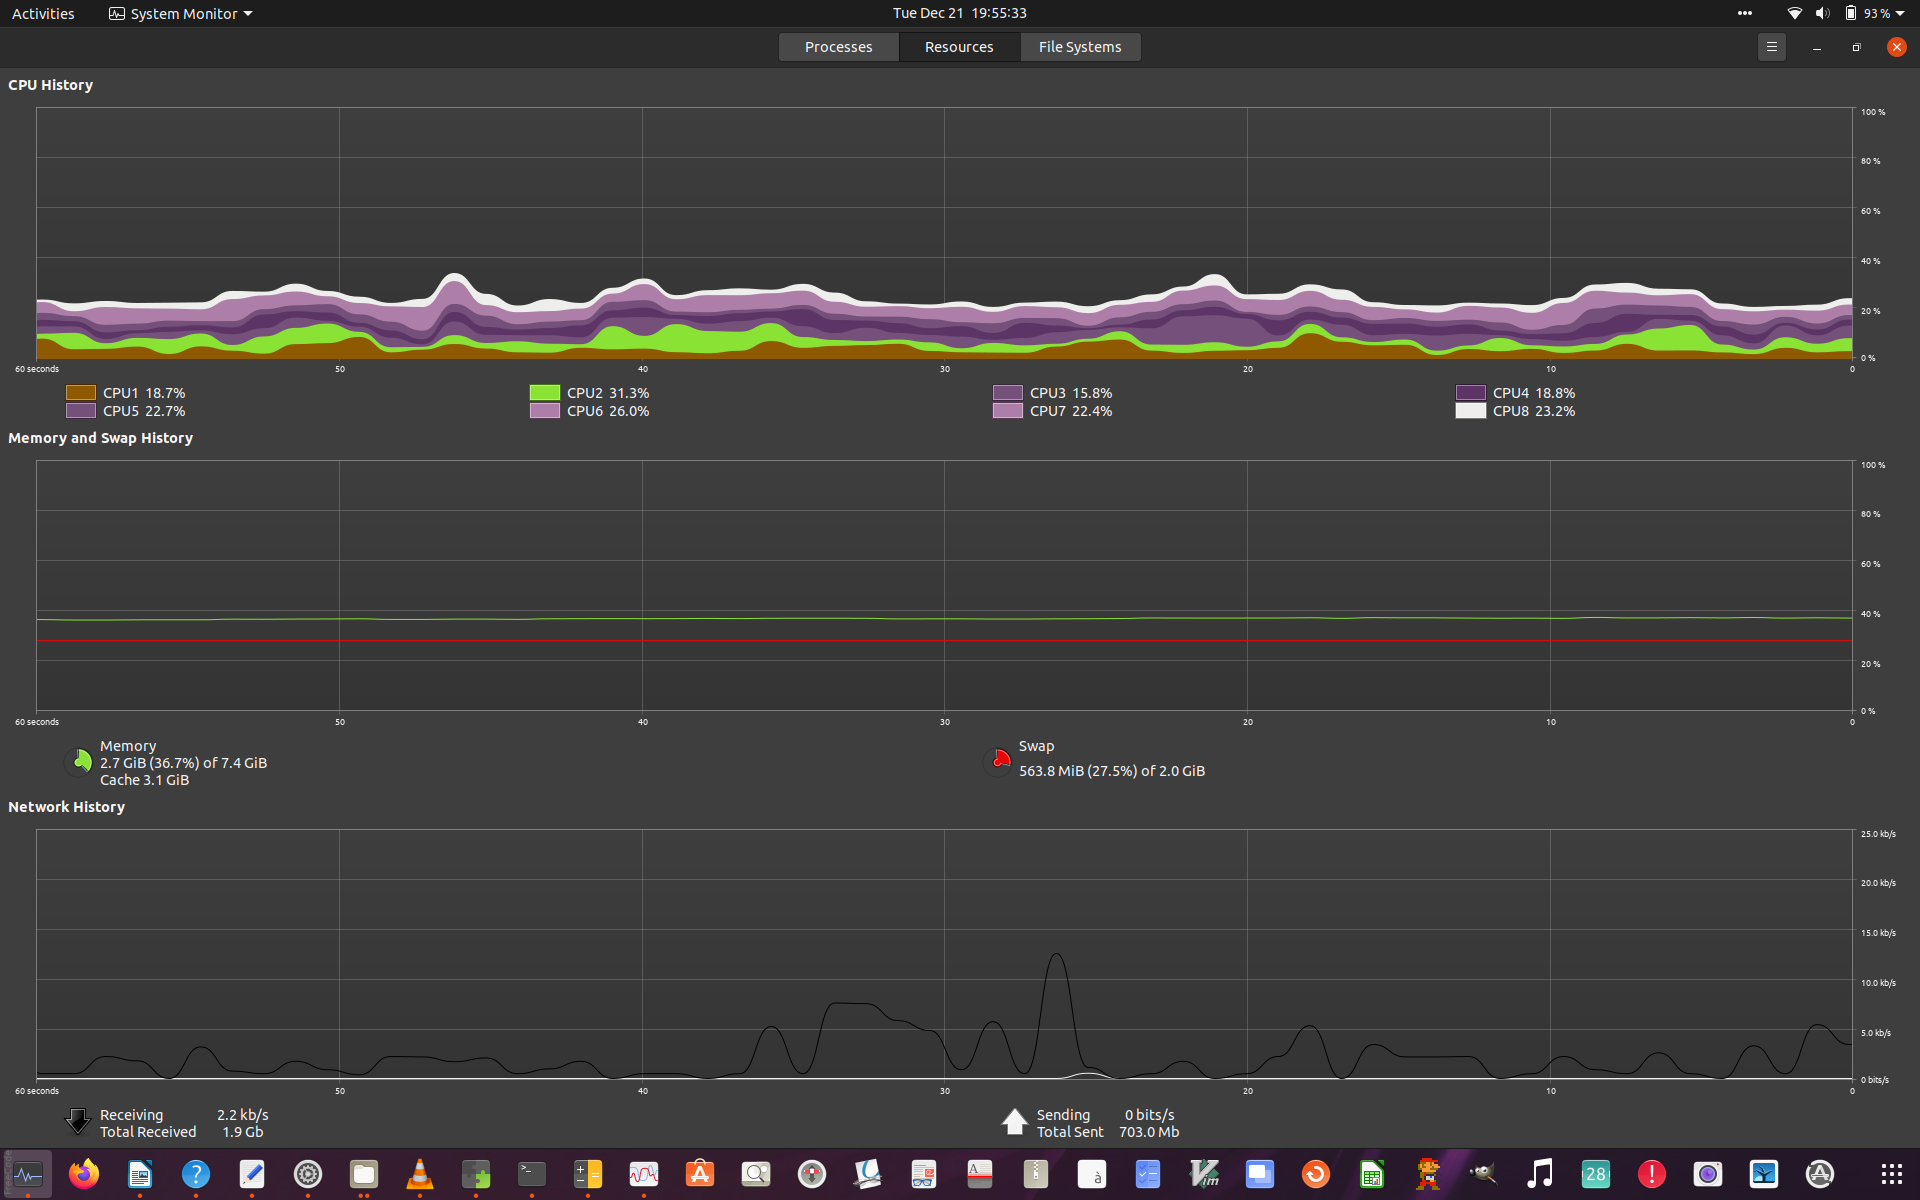 Activities System Monitor Tue Dec 21 19:55:33 93 %
Processes Resources File Systems
CPU History
100 %
80 %
60 %
40 %
20 %
0 %
60 seconds 50 40 30 20 10 0
CPU1 18.7% CPU2 31.3% CPU3 15.8% CPU4 18.8%
CPU5 22.7% CPU6 26.0% CPU7 22.4% CPU8 23.2%
Memory and Swap History
100 %
80 %
60 %
40 %
20 %
0 %
60 seconds 50 40 30 20 10 0
Memory
2.7 GiB (36.7%) of 7.4 GiB
Cache 3.1 GiB
Swap
563.8 MiB (27.5%) of 2.0 GiB
Network History
25.0 kb/s
20.0 kb/s
15.0 kb/s
10.0 kb/s
5.0 kb/s
0 bits/s
60 seconds 50 40 30 20 10 0
Receiving 2.2 kb/s
Total Received 1.9 Gb
Sending 0 bits/s
Total Sent 703.0 Mb
à
Vim
28